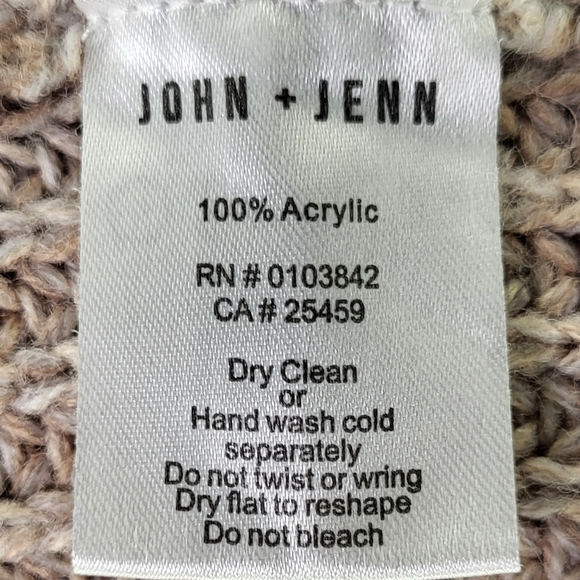 JOHN + JENN
100% Acrylic
RN # 0103842
CA # 25459
Dry Clean
or
Hand wash cold
separately
Do not twist or wring
Dry flat to reshape
Do not bleach